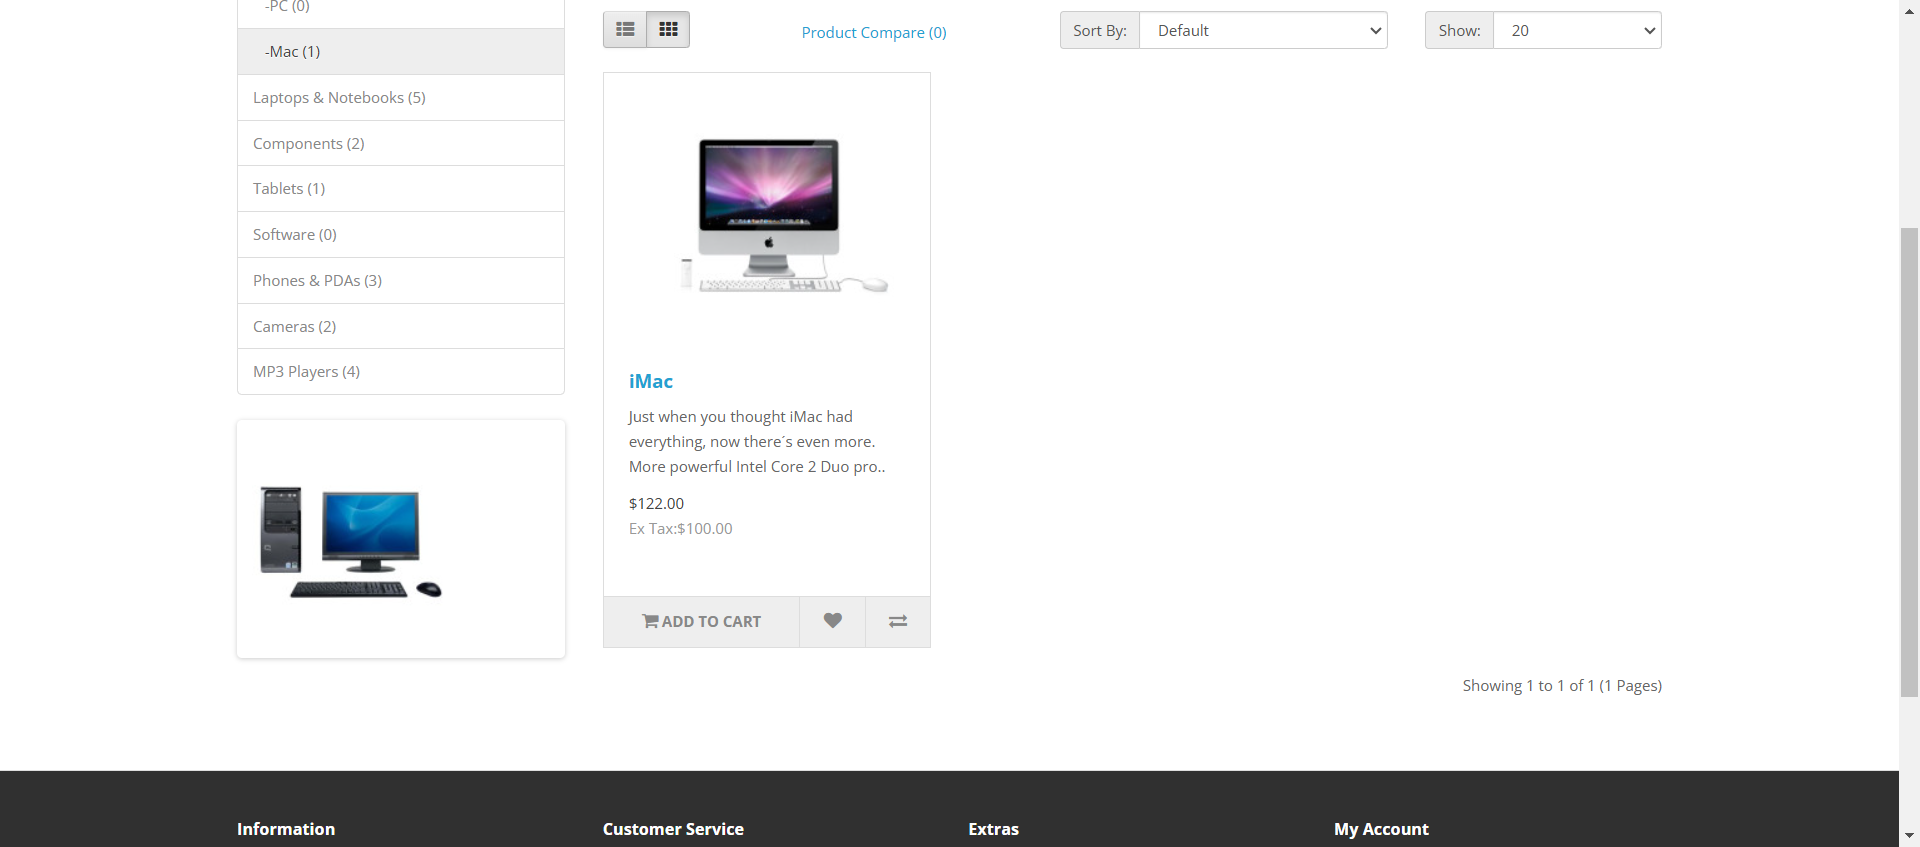 -PC (0)
-Mac (1)
Laptops & Notebooks (5)
Components (2)
Tablets (1)
Software (0)
Phones & PDAs (3)
Cameras (2)
MP3 Players (4)
Product Compare (0)
Sort By:
Default
Show:
20
iMac
Just when you thought iMac had
everything, now there´s even more.
More powerful Intel Core 2 Duo pro..
$122.00
Ex Tax:$100.00
ADD TO CART
Showing 1 to 1 of 1 (1 Pages)
Information
Customer Service
Extras
My Account